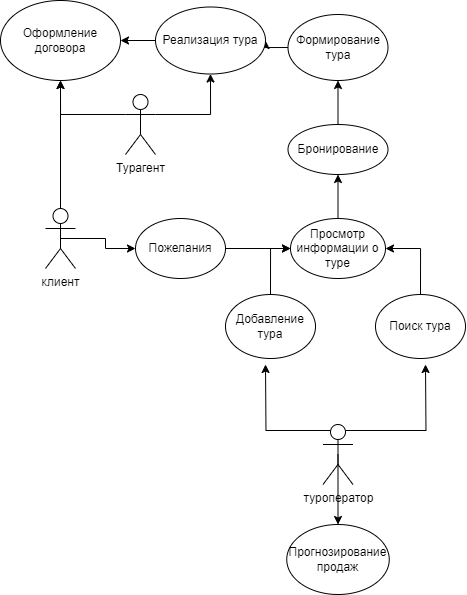 Оформление
договора
Реализация тура
Формирование
тура
Турагент
Бронирование
клиент
Пожелания
Просмотр
информации о
туре
Добавление
тура
Поиск тура
туроператор
Прогнозирование
продаж